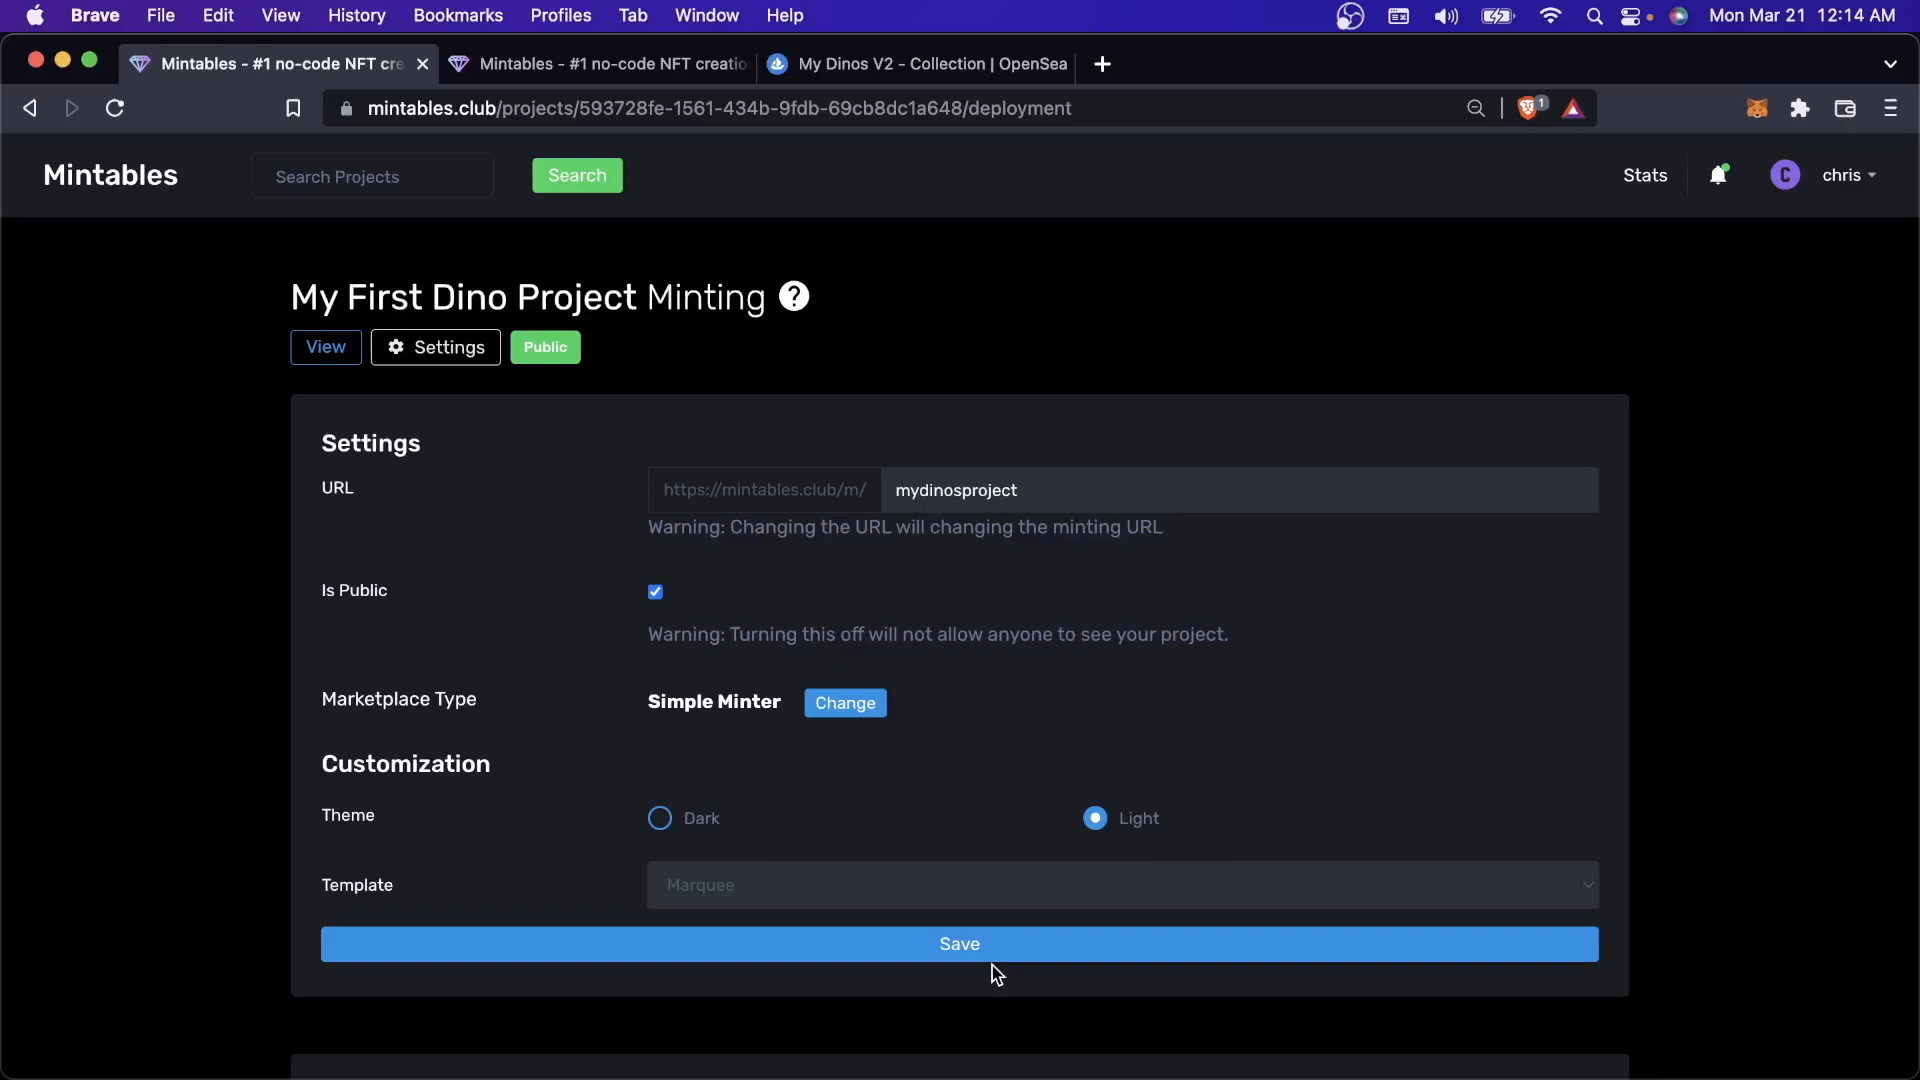 Brave File Edit View History Bookmarks Profiles Tab Window Help Mon Mar 21 12:14 AM
Mintables - #1 no-code NFT cre Mintables - #1 no-code NFT creatio My Dinos V2 - Collection | OpenSea
mintables.club/projects/593728fe-1561-434b-9fdb-69cb8dc1a648/deployment 1
Mintables Search Projects Search Stats C chris
My First Dino Project Minting ?
View Settings Public
Settings
URL https://mintables.club/m/ mydinosproject
Warning: Changing the URL will changing the minting URL
Is Public
Warning: Turning this off will not allow anyone to see your project.
Marketplace Type Simple Minter Change
Customization
Theme Dark Light
Template Marquee
Save